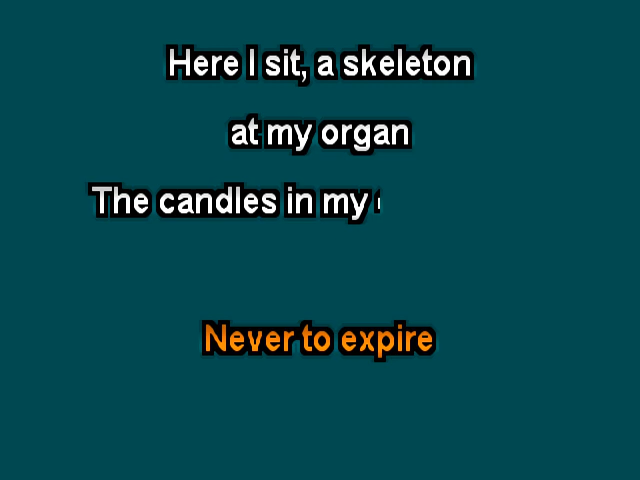 Here I sit, a skeleton
at my organ
The candles in my
Never to expire